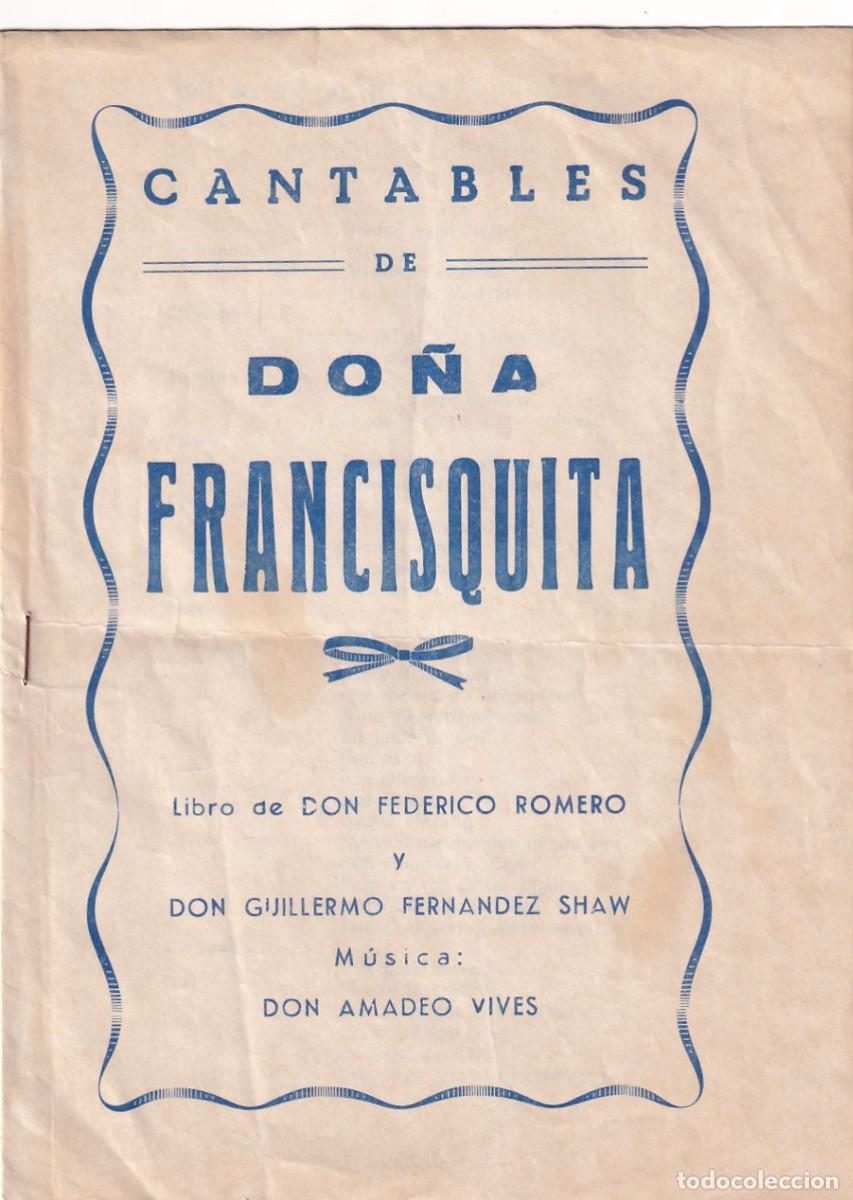 CANTABLES
DE
DOÑA
FRANCISQUITA
Libro de DON FEDERICO ROMERO
y
DON GUILLERMO FERNANDEZ SHAW
Música:
DON AMADEO VIVES
todocoleccion